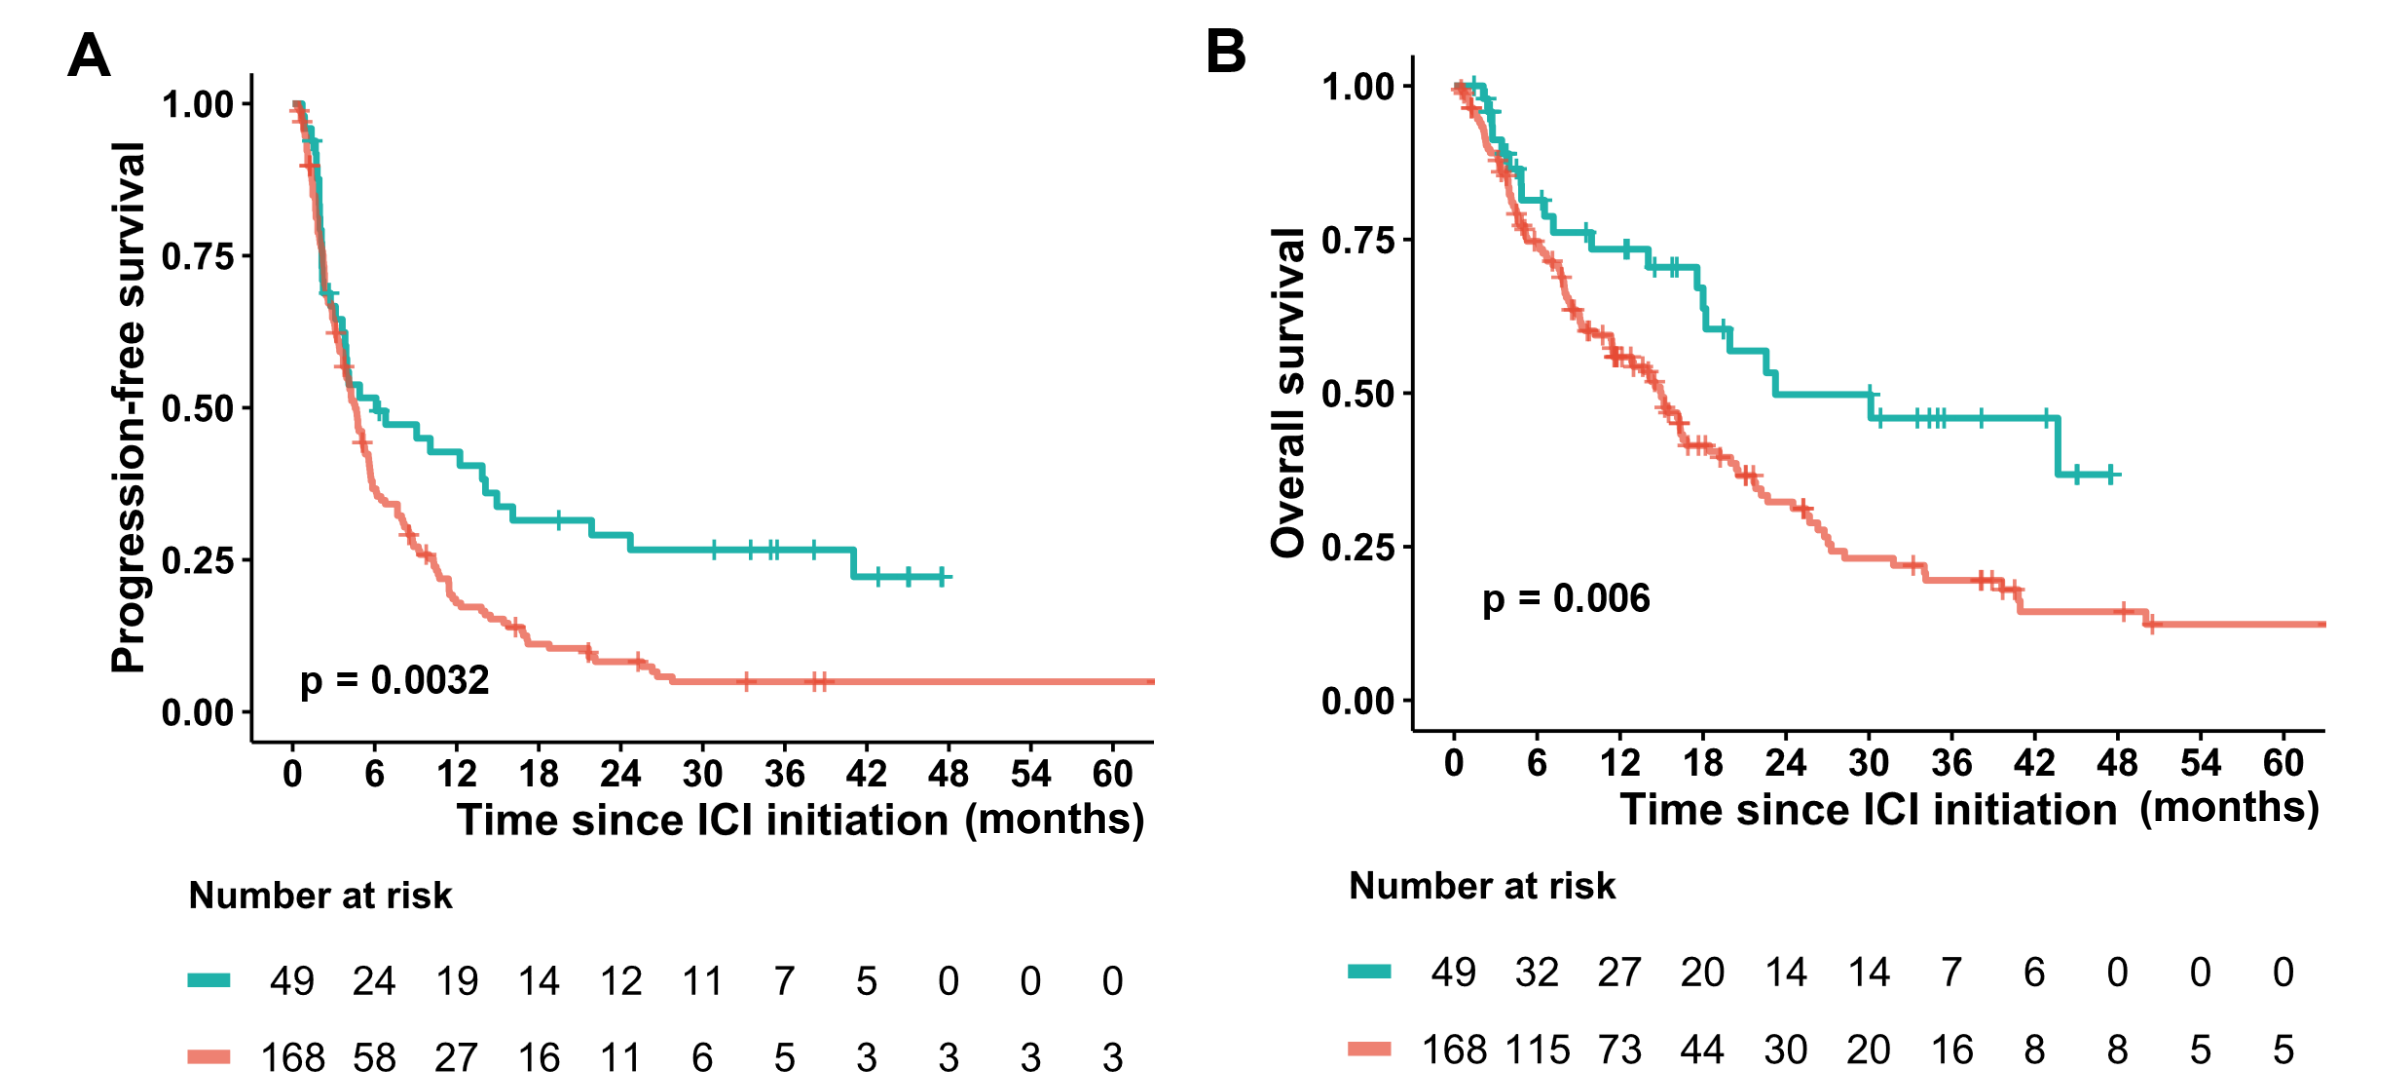 A
Progression-free survival
1.00
0.75
0.50
0.25
0.00
p = 0.0032
0 6 12 18 24 30 36 42 48 54 60
Time since ICI initiation (months)
Number at risk
49 24 19 14 12 11 7 5 0 0 0
168 58 27 16 11 6 5 3 3 3 3
B
Overall survival
1.00
0.75
0.50
0.25
0.00
p = 0.006
0 6 12 18 24 30 36 42 48 54 60
Time since ICI initiation (months)
Number at risk
49 32 27 20 14 14 7 6 0 0 0
168 115 73 44 30 20 16 8 8 5 5